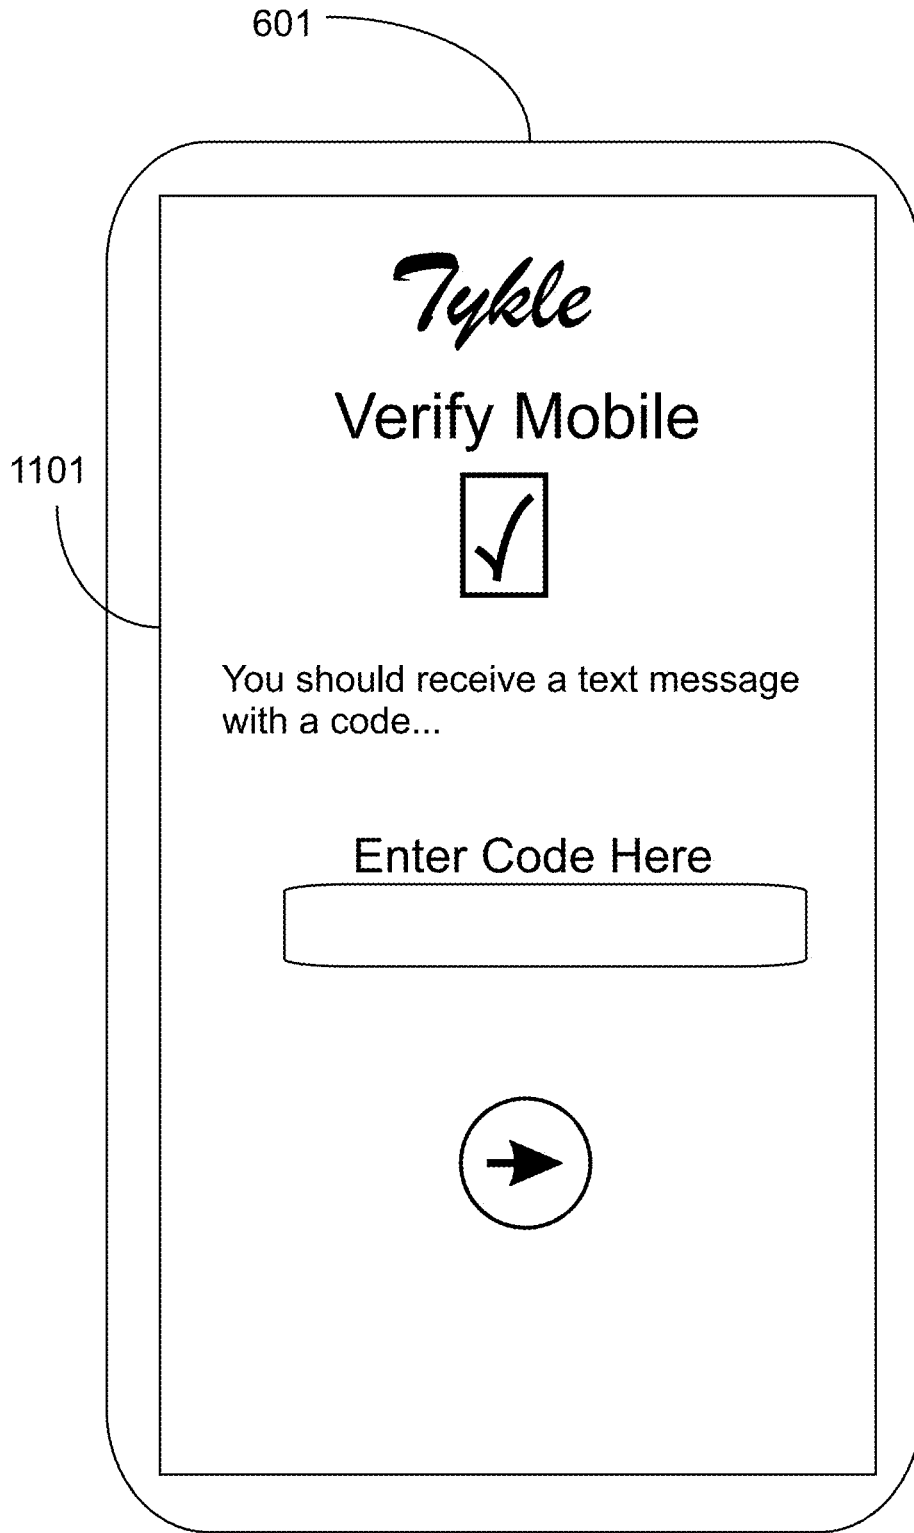 601
Tykle
Verify Mobile
1101
You should receive a text message
with a code...
Enter Code Here